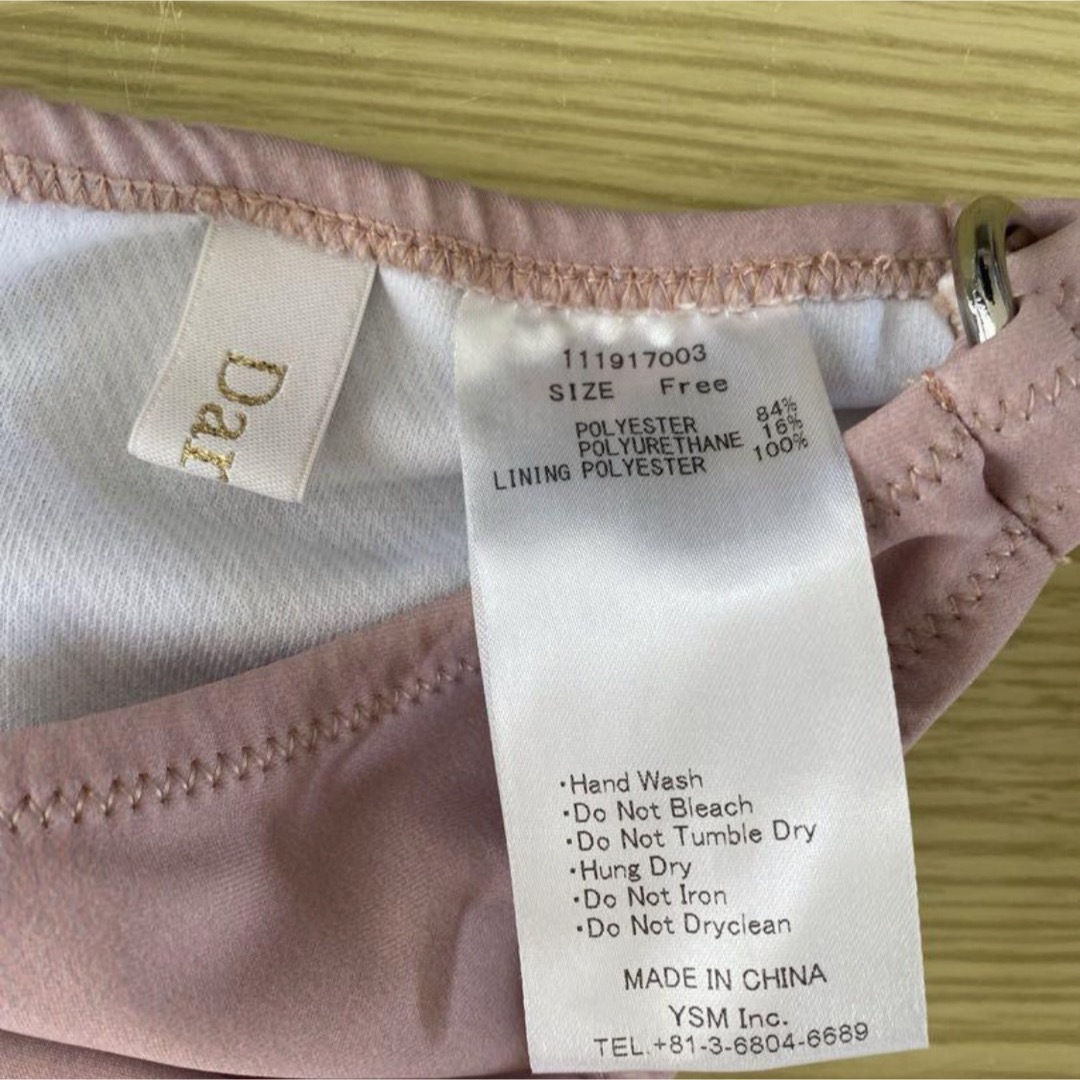 Dar
111917003
SIZE Free
POLYESTER 84%
POLYURETHANE 16%
LINING POLYESTER 100%
・Hand Wash
・Do Not Bleach
・Do Not Tumble Dry
・Hung Dry
・Do Not Iron
・Do Not Dryclean
MADE IN CHINA
YSM Inc.
TEL.+81-3-6804-6689